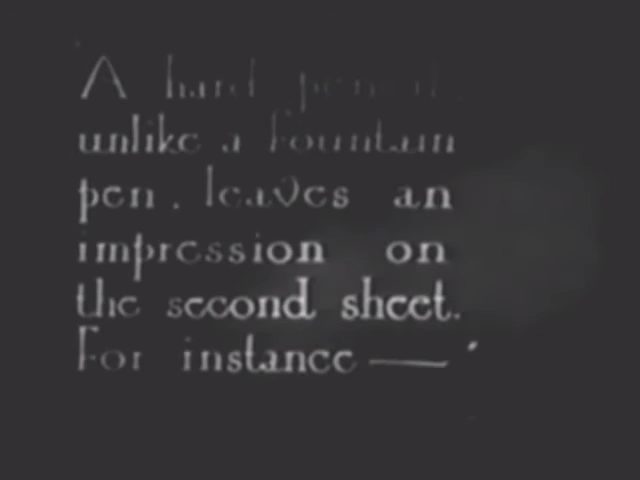 A hard pencil,
unlike a fountain
pen, leaves an
impression on
the second sheet.
For instance —